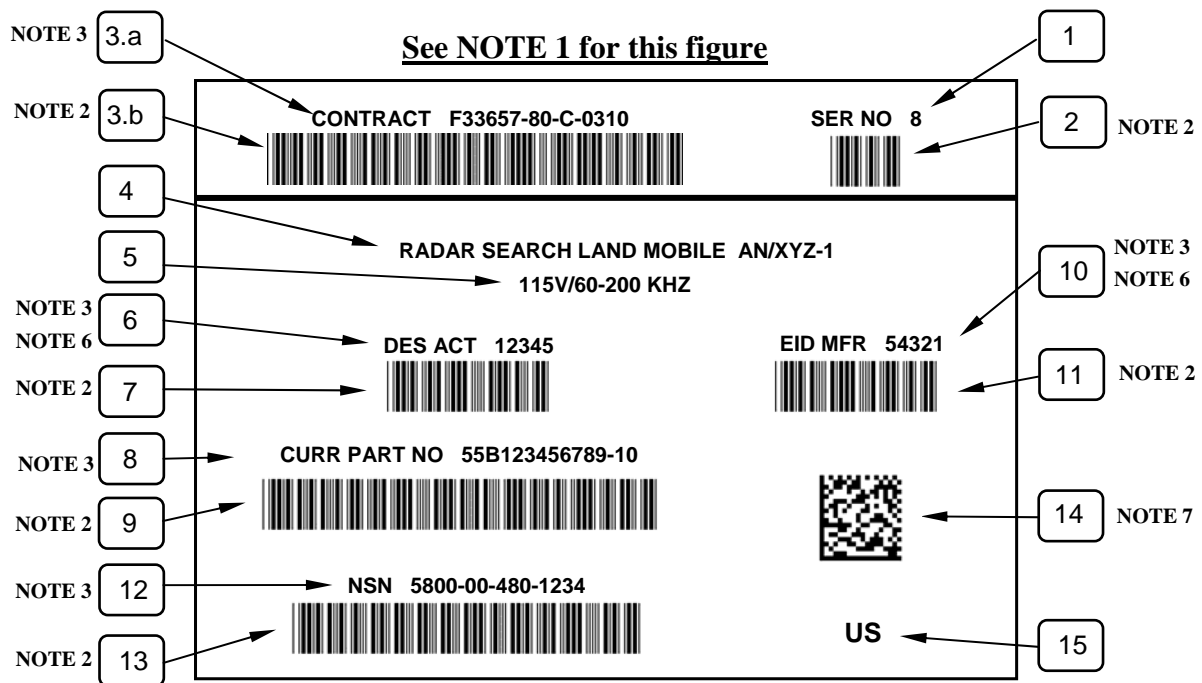 See NOTE 1 for this figure
NOTE 3 3.a
NOTE 2 3.b
CONTRACT F33657-80-C-0310
SER NO 8
1
2 NOTE 2
4
RADAR SEARCH LAND MOBILE AN/XYZ-1
5
115V/60-200 KHZ
NOTE 3
NOTE 6
6
DES ACT 12345
EID MFR 54321
10
NOTE 3
NOTE 6
NOTE 2 7
11 NOTE 2
NOTE 3 8
CURR PART NO 55B123456789-10
NOTE 2 9
14 NOTE 7
NOTE 3 12
NSN 5800-00-480-1234
NOTE 2 13
US
15